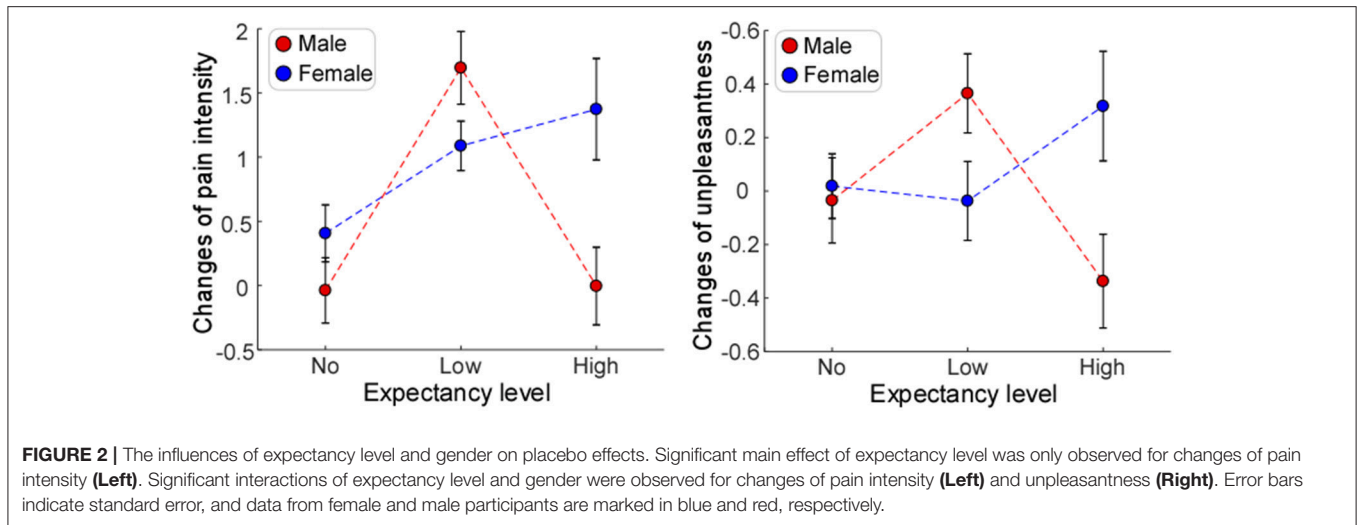 2
1.5
1
0.5
0
-0.5
Changes of pain intensity
Male
Female
No Low High
Expectancy level
-0.6
0.4
0.2
0
-0.2
-0.4
-0.6
Changes of unpleasantness
Male
Female
No Low High
Expectancy level
FIGURE 2 | The influences of expectancy level and gender on placebo effects. Significant main effect of expectancy level was only observed for changes of pain
intensity (Left). Significant interactions of expectancy level and gender were observed for changes of pain intensity (Left) and unpleasantness (Right). Error bars
indicate standard error, and data from female and male participants are marked in blue and red, respectively.